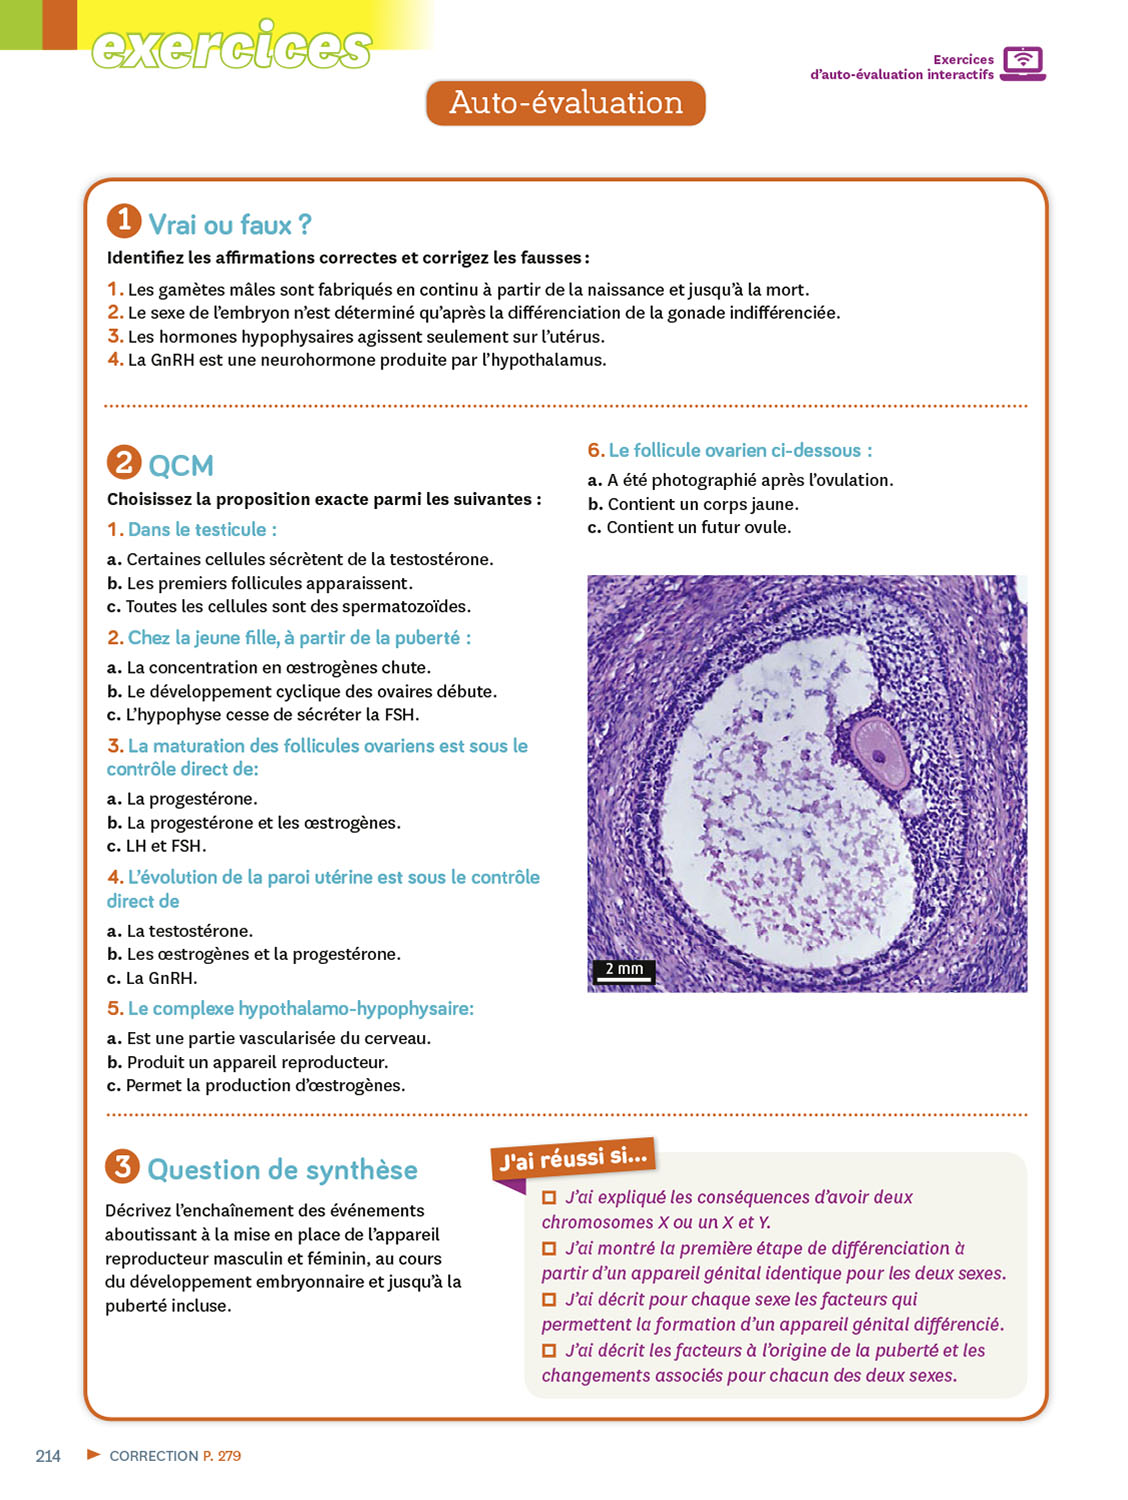 exercices
Exercices
d'auto-évaluation interactifs
Auto-évaluation
1 Vrai ou faux ?
Identifiez les affirmations correctes et corrigez les fausses :
1. Les gamètes mâles sont fabriqués en continu à partir de la naissance et jusqu'à la mort.
2. Le sexe de l'embryon n'est déterminé qu'après la différenciation de la gonade indifférenciée.
3. Les hormones hypophysaires agissent seulement sur l'utérus.
4. La GnRH est une neurohormone produite par l'hypothalamus.
2 QCM
Choisissez la proposition exacte parmi les suivantes :
1. Dans le testicule :
a. Certaines cellules sécrètent de la testostérone.
b. Les premiers follicules apparaissent.
c. Toutes les cellules sont des spermatozoïdes.
2. Chez la jeune fille, à partir de la puberté :
a. La concentration en œstrogènes chute.
b. Le développement cyclique des ovaires débute.
c. L'hypophyse cesse de sécréter la FSH.
3. La maturation des follicules ovariens est sous le
contrôle direct de:
a. La progestérone.
b. La progestérone et les œstrogènes.
c. LH et FSH.
4. L'évolution de la paroi utérine est sous le contrôle
direct de
a. La testostérone.
b. Les œstrogènes et la progestérone.
c. La GnRH.
5. Le complexe hypothalamo-hypophysaire:
a. Est une partie vascularisée du cerveau.
b. Produit un appareil reproducteur.
c. Permet la production d'œstrogènes.
6. Le follicule ovarien ci-dessous :
a. A été photographié après l'ovulation.
b. Contient un corps jaune.
c. Contient un futur ovule.
2 mm
3 Question de synthèse
Décrivez l'enchaînement des événements
aboutissant à la mise en place de l'appareil
reproducteur masculin et féminin, au cours
du développement embryonnaire et jusqu'à la
puberté incluse.
J'ai réussi si...
J'ai expliqué les conséquences d'avoir deux
chromosomes X ou un X et Y.
J'ai montré la première étape de différenciation à
partir d'un appareil génital identique pour les deux sexes.
J'ai décrit pour chaque sexe les facteurs qui
permettent la formation d'un appareil génital différencié.
J'ai décrit les facteurs à l'origine de la puberté et les
changements associés pour chacun des deux sexes.
214 CORRECTION P. 279